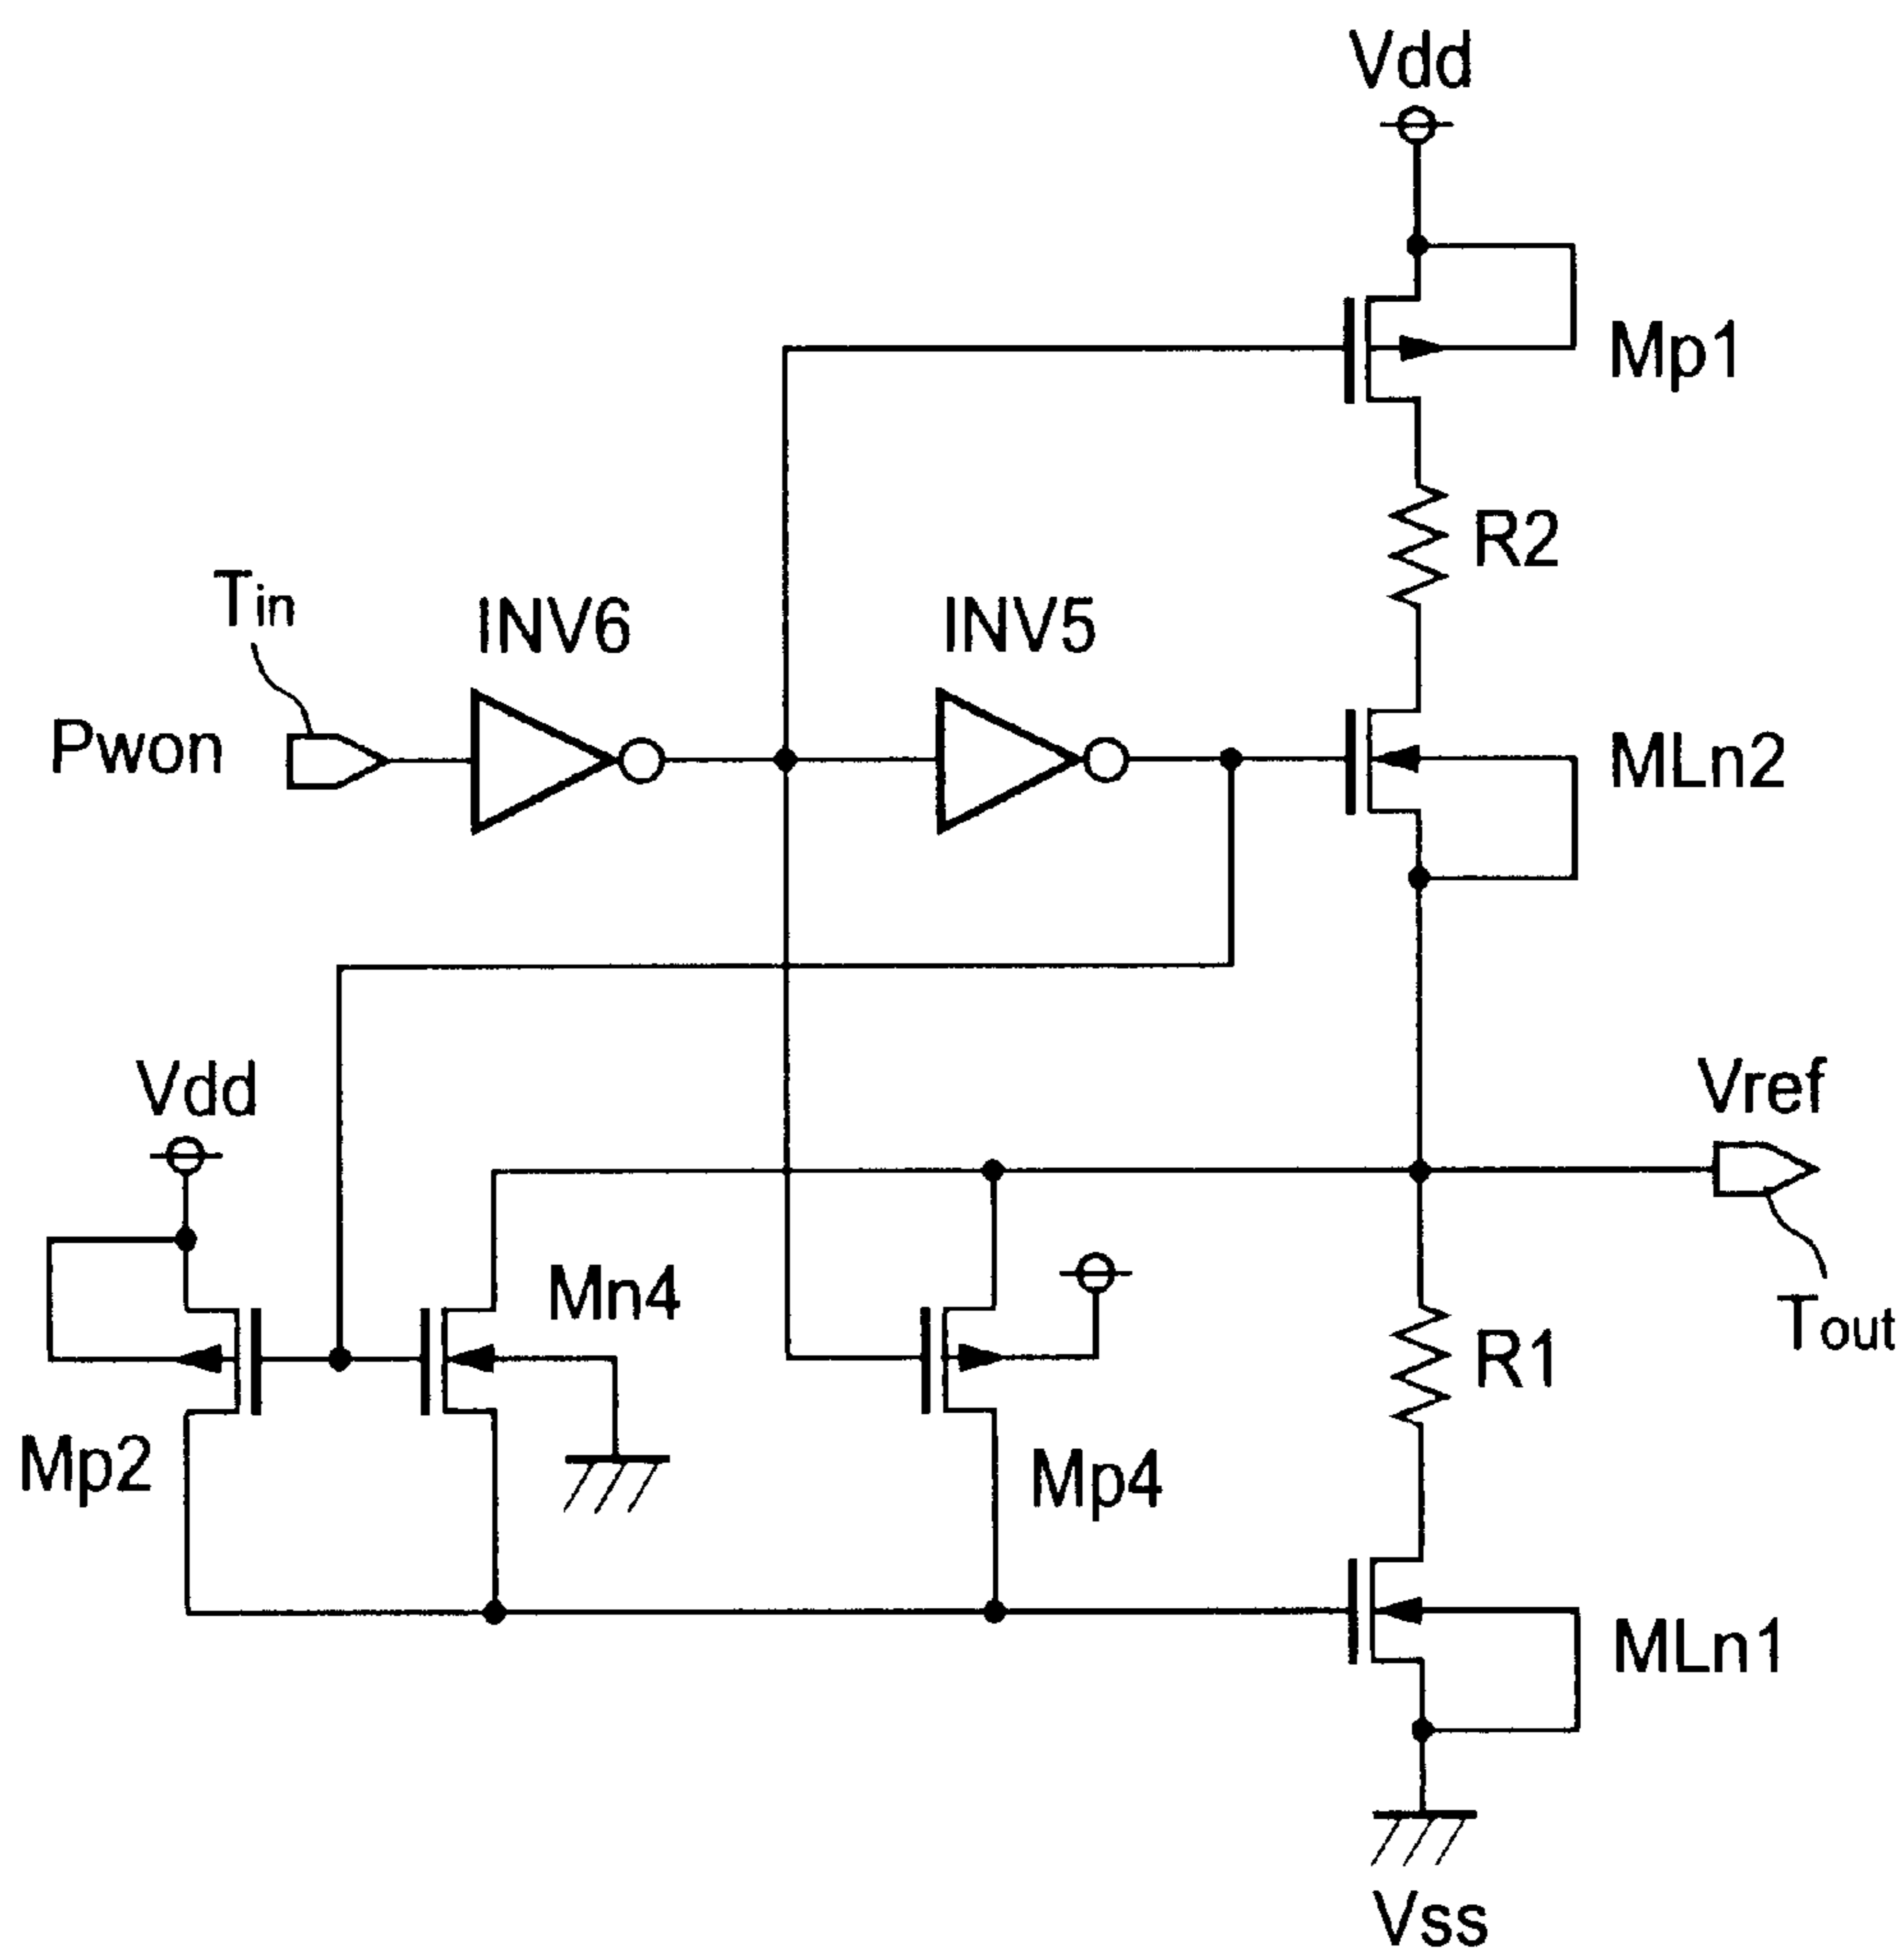 Vdd
Mp1
R2
Tin
INV6
INV5
Pwon
MLn2
Vdd
Vref
Mn4
Tout
R1
Mp2
Mp4
MLn1
Vss